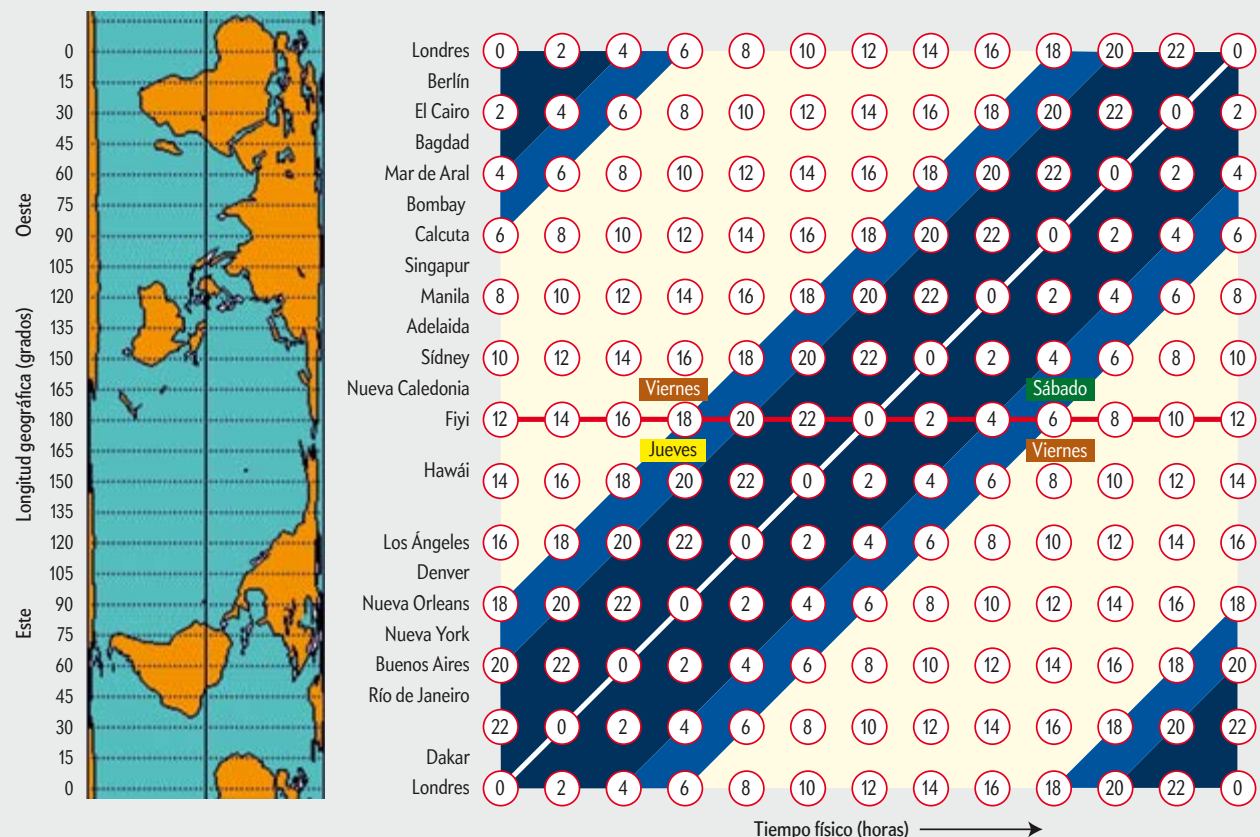 Londres 0 2 4 6 8 10 12 14 16 18 20 22 0
Berlín
El Cairo 2 4 6 8 10 12 14 16 18 20 22 0 2
Bagdad
Mar de Aral 4 6 8 10 12 14 16 18 20 22 0 2 4
Bombay
Calcuta 6 8 10 12 14 16 18 20 22 0 2 4 6
Singapur
Manila 8 10 12 14 16 18 20 22 0 2 4 6 8
Adelaida
Sídney 10 12 14 16 18 20 22 0 2 4 6 8 10
Nueva Caledonia Viernes Sábado
Fiyi 12 14 16 18 20 22 0 2 4 6 8 10 12
Jueves Viernes
Hawái
14 16 18 20 22 0 2 4 6 8 10 12 14
Los Ángeles 16 18 20 22 0 2 4 6 8 10 12 14 16
Denver
Nueva Orleans 18 20 22 0 2 4 6 8 10 12 14 16 18
Nueva York
Buenos Aires 20 22 0 2 4 6 8 10 12 14 16 18 20
Río de Janeiro
22 0 2 4 6 8 10 12 14 16 18 20 22
Dakar
Londres 0 2 4 6 8 10 12 14 16 18 20 22 0
Tiempo físico (horas)
Oeste
Longitud geográfica (grados)
Este
0
15
30
45
60
75
90
105
120
135
150
165
180
165
150
135
120
105
90
75
60
45
30
15
0